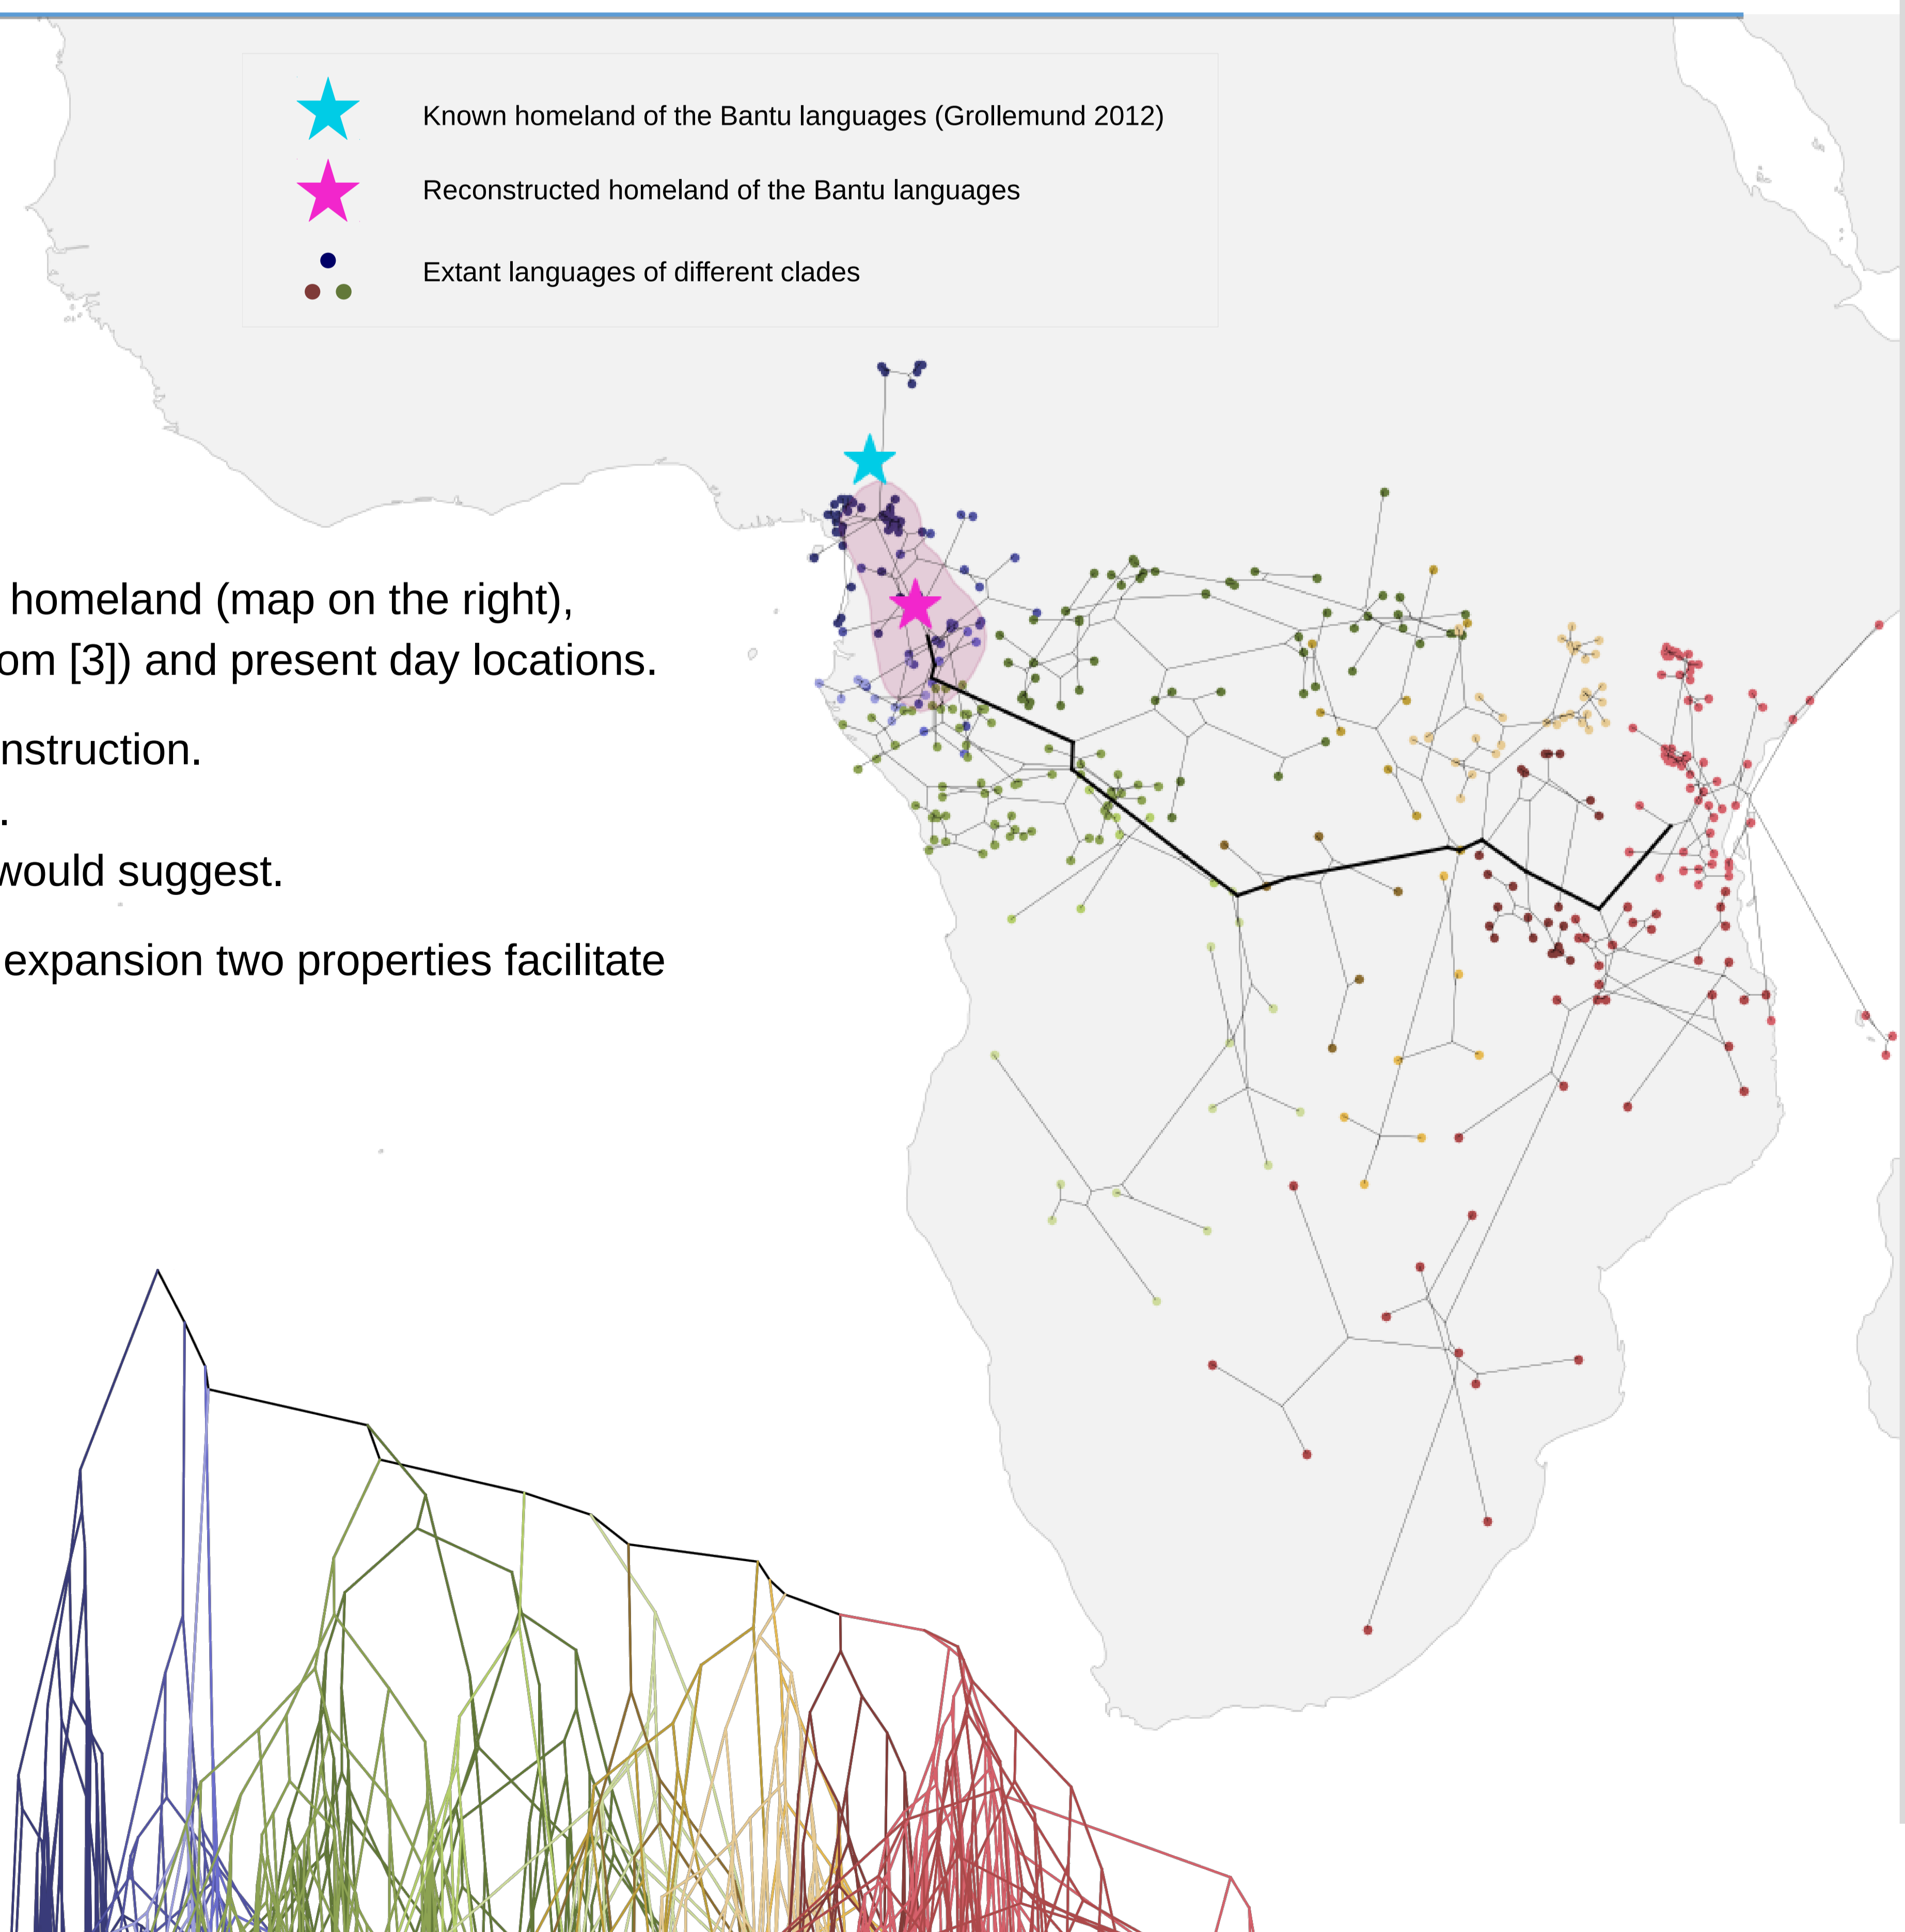 Known homeland of the Bantu languages (Grollemund 2012)
Reconstructed homeland of the Bantu languages
Extant languages of different clades
homeland (map on the right),
om [3]) and present day locations.
nstruction.
.
would suggest.
expansion two properties facilitate